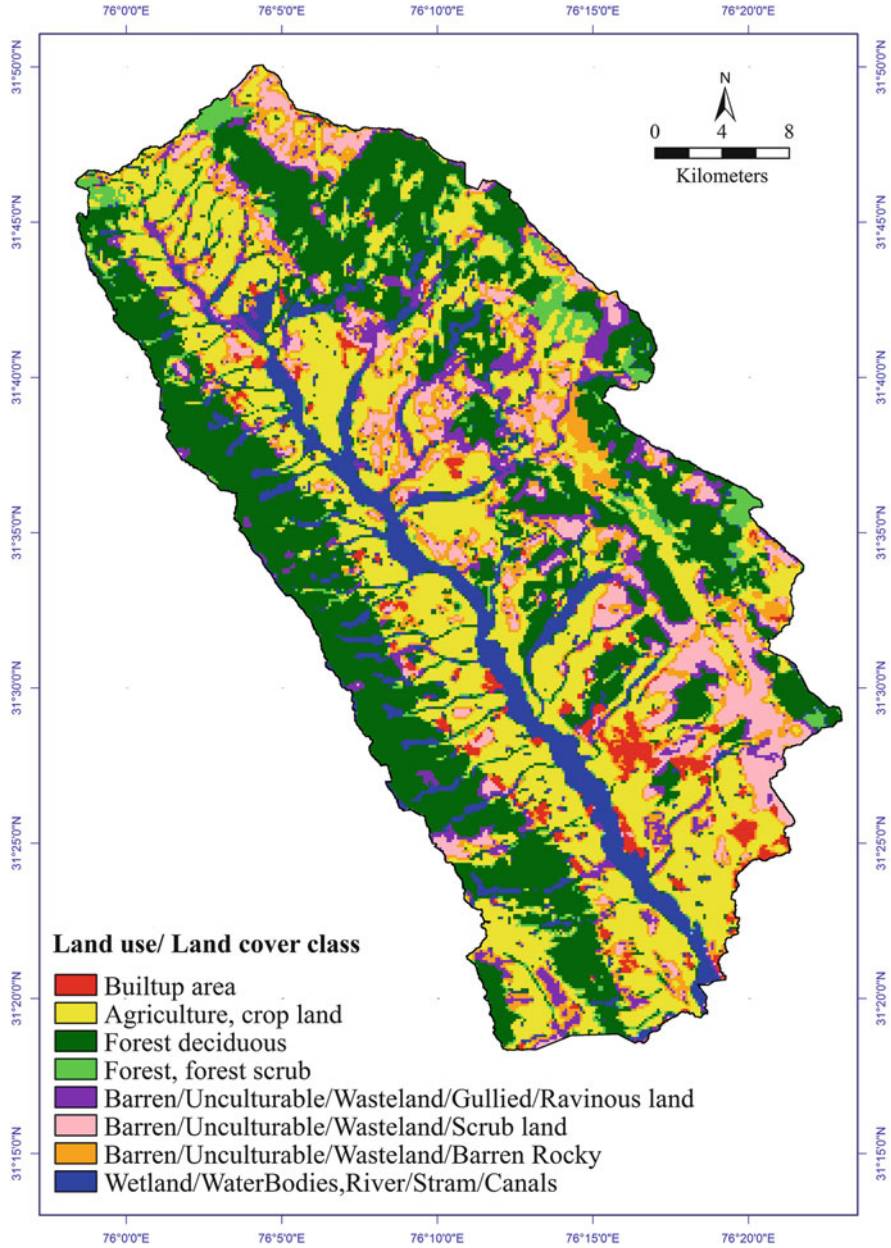 76°0'0"E 76°5'0"E 76°10'0"E 76°15'0"E 76°20'0"E
31°50'0"N 31°50'0"N
N
0 4 8
Kilometers
31°45'0"N 31°45'0"N
31°40'0"N 31°40'0"N
31°35'0"N 31°35'0"N
31°30'0"N 31°30'0"N
31°25'0"N 31°25'0"N
Land use/ Land cover class
Builtup area
31°20'0"N 31°20'0"N
Agriculture, crop land
Forest deciduous
Forest, forest scrub
Barren/Unculturable/Wasteland/Gullied/Ravinous land
Barren/Unculturable/Wasteland/Scrub land
31°15'0"N 31°15'0"N
Barren/Unculturable/Wasteland/Barren Rocky
Wetland/WaterBodies,River/Stram/Canals
76°0'0"E 76°5'0"E 76°10'0"E 76°15'0"E 76°20'0"E